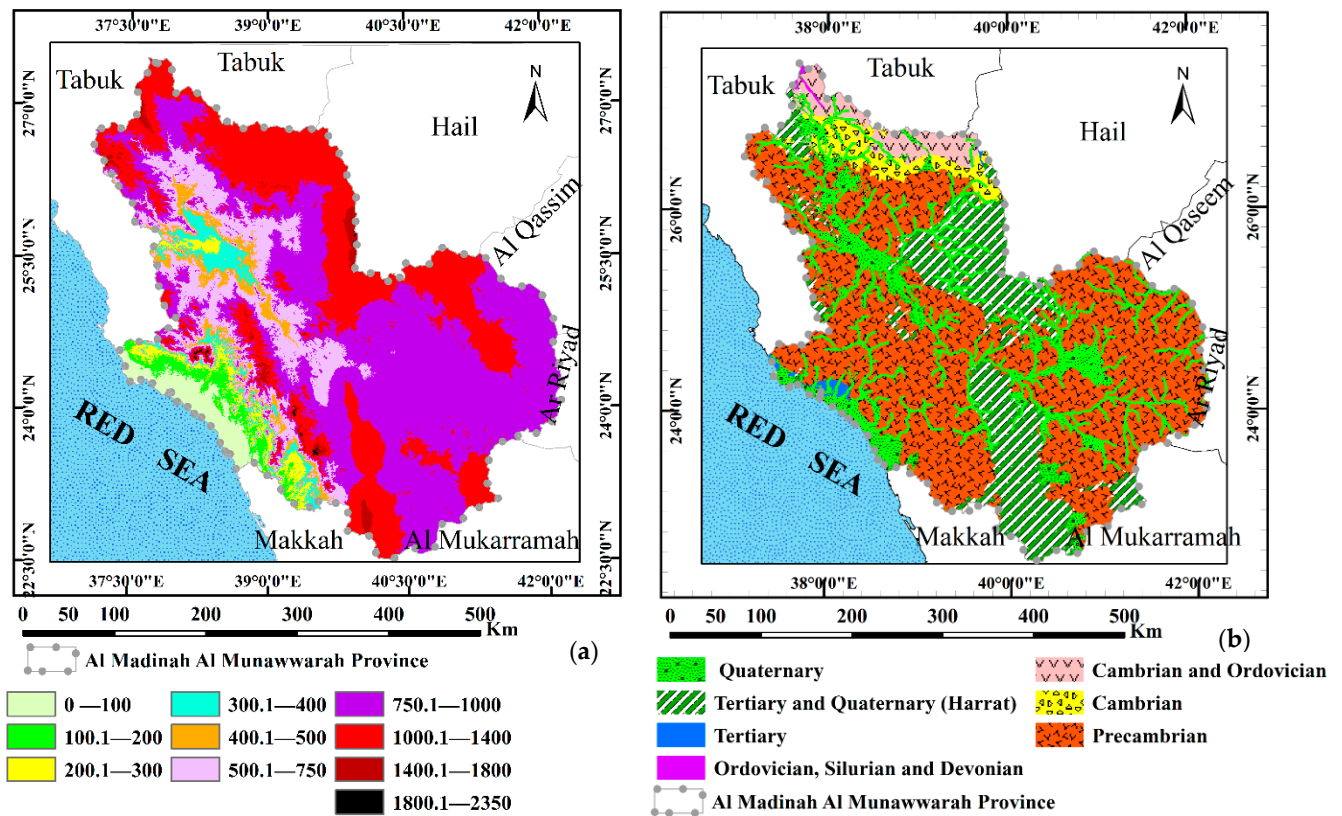 37°30'0"E 39°0'0"E 40°30'0"E 42°0'0"E
Tabuk
Tabuk
N
Hail
27°0'0"N
27°0'0"N
Al Qassim
25°30'0"N
25°30'0"N
Ar Riyad
24°0'0"N
24°0'0"N
RED
SEA
Makkah
Al Mukarramah
22°30'0"N
22°30'0"N
37°30'0"E 39°0'0"E 40°30'0"E 42°0'0"E
0 50 100 200 300 400 500
Km
(a)
Al Madinah Al Munawwarah Province
0 —100
100.1—200
200.1—300
300.1—400
400.1—500
500.1—750
750.1—1000
1000.1—1400
1400.1—1800
1800.1—2350
38°0'0"E 40°0'0"E 42°0'0"E
Tabuk
Tabuk
N
Hail
Al Qaseem
26°0'0"N
26°0'0"N
Ar Riyad
24°0'0"N
24°0'0"N
RED
SEA
Makkah
Al Mukarramah
38°0'0"E 40°0'0"E 42°0'0"E
0 50 100 200 300 400 500
Km
(b)
Quaternary
Tertiary and Quaternary (Harrat)
Tertiary
Ordovician, Silurian and Devonian
Al Madinah Al Munawwarah Province
Cambrian and Ordovician
Cambrian
Precambrian